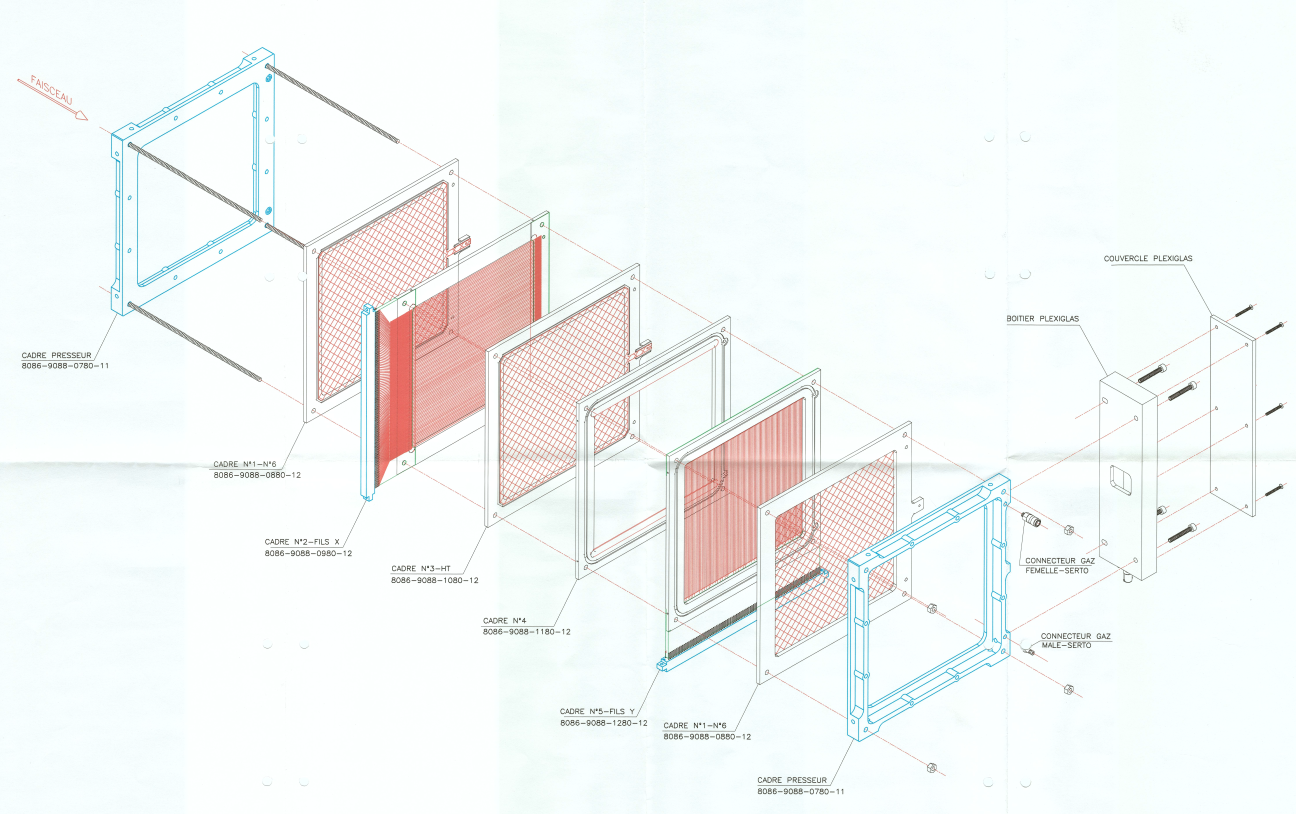 FAISCEAU
CADRE PRESSEUR
8086-9088-0780-11
CADRE N°1-N°6
8086-9088-0880-12
CADRE N°2-FILS X
8086-9088-0980-12
CADRE N°3-HT
8086-9088-1080-12
CADRE N°4
8086-9088-1180-12
CADRE N°5-FILS Y
8086-9088-1280-12
CADRE N°1-N°6
8086-9088-0880-12
CADRE PRESSEUR
8086-9088-0780-11
COUVERCLE PLEXIGLAS
BOITIER PLEXIGLAS
CONNECTEUR GAZ
FEMELLE-SERTO
CONNECTEUR GAZ
MALE-SERTO